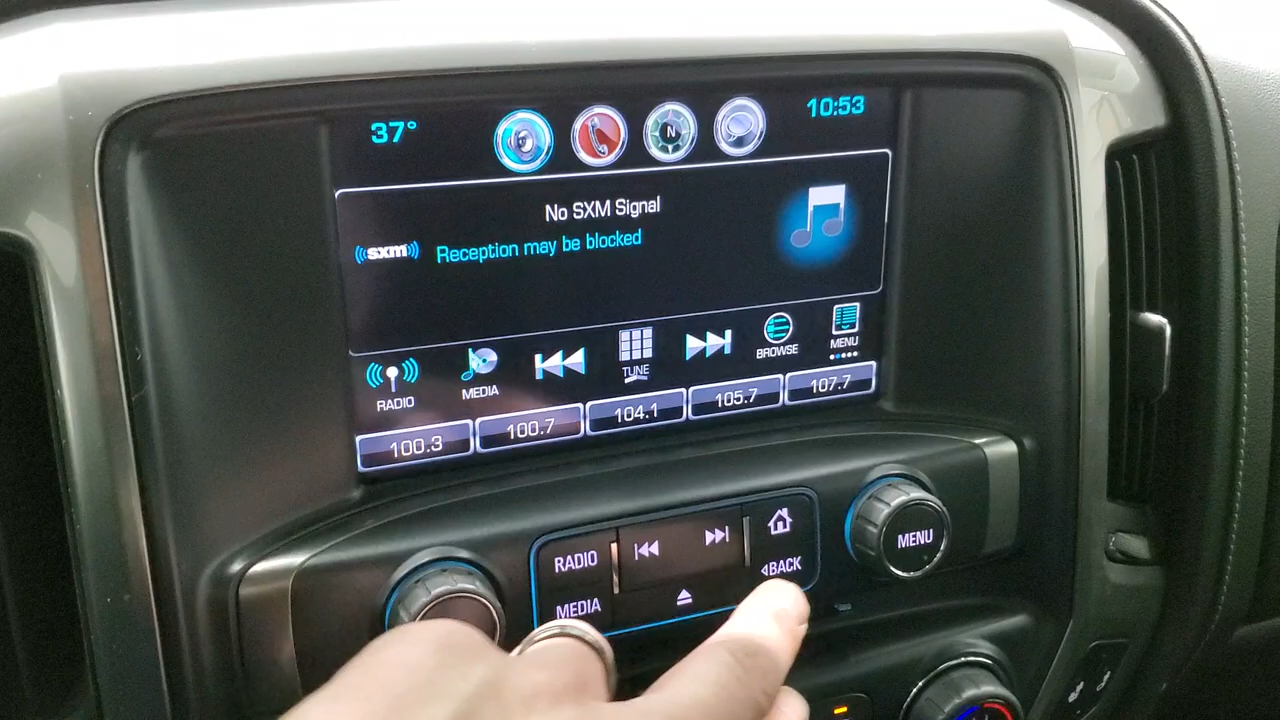 37°
N
10:53
No SXM Signal
((sxm))
Reception may be blocked
RADIO
MEDIA
TUNE
BROWSE
MENU
100.3
100.7
104.1
105.7
107.7
RADIO
MEDIA
BACK
MENU